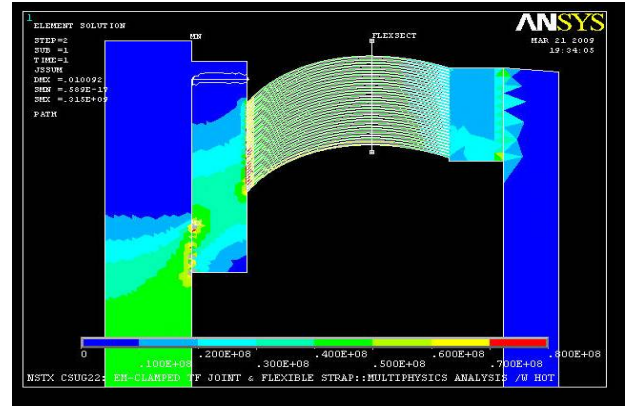 1
ELEMENT SOLUTION
STEP=2
SUB =1
TIME=1
JSSUM
DMX =.010092
SMN =.589E-17
SMX =.315E+09
PATH
MN
FLEXSECT
ANSYS
MAR 21 2009
19:34:05
0 .200E+08 .400E+08 .600E+08 .800E+08
.100E+08 .300E+08 .500E+08 .700E+08
NSTX CSUG22: EM-CLAMPED TF JOINT & FLEXIBLE STRAP::MULTIPHYSICS ANALYSIS /W HOT